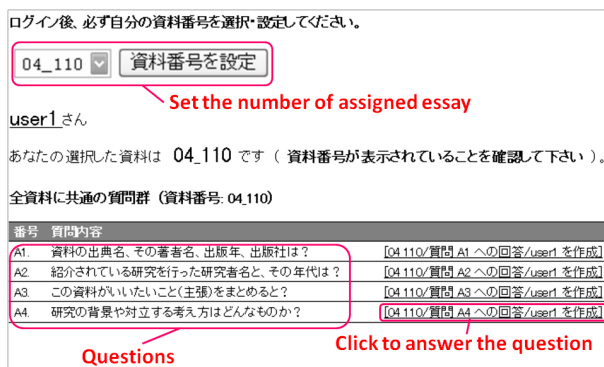 ログイン後、必ず自分の資料番号を選択・設定してください。
04_110 資料番号を設定
Set the number of assigned essay
user1さん
あなたの選択した資料は 04_110 です ( 資料番号が表示されていることを確認して下さい )。
全資料に共通の質問群 (資料番号: 04_110)
番号 質問内容
A1. 資料の出典名、その著者名、出版年、出版社は? [04_110/質問 A1 への回答/user1 を作成]
A2. 紹介されている研究を行った研究者名と、その年代は? [04_110/質問 A2 への回答/user1 を作成]
A3. この資料がいいたいこと(主張)をまとめると? [04_110/質問 A3 への回答/user1 を作成]
A4. 研究の背景や対立する考え方はどんなものか? [04_110/質問 A4 への回答/user1 を作成]
Questions
Click to answer the question